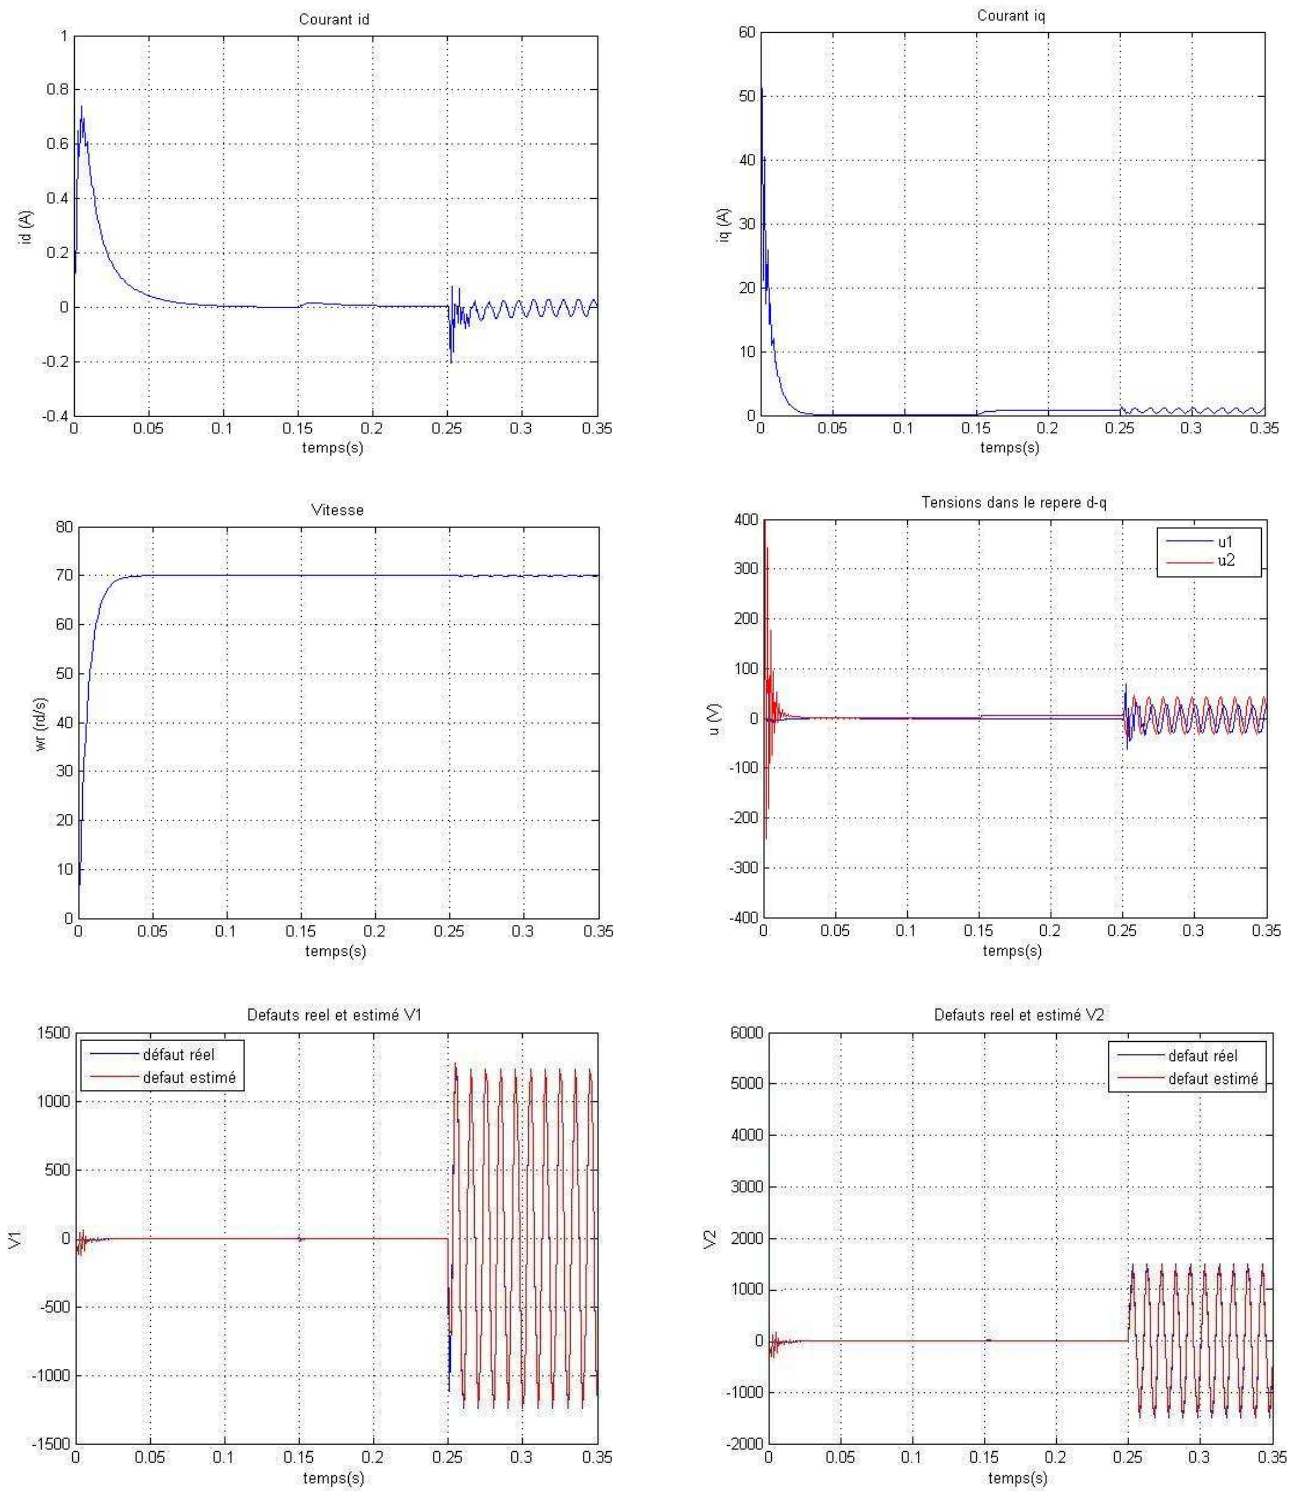 Courant id
1
0.8
0.6
0.4
0.2
0
-0.2
-0.4
id (A)
0 0.05 0.1 0.15 0.2 0.25 0.3 0.35
temps(s)
Courant iq
60
50
40
30
20
10
0
iq (A)
0 0.05 0.1 0.15 0.2 0.25 0.3 0.35
temps(s)
Vitesse
80
70
60
50
40
30
20
10
0
wr (rd/s)
0 0.05 0.1 0.15 0.2 0.25 0.3 0.35
temps(s)
Tensions dans le repere d-q
400
300
200
100
0
-100
-200
-300
-400
u (V)
u1
u2
0 0.05 0.1 0.15 0.2 0.25 0.3 0.35
temps(s)
Defauts reel et estimé V1
1500
1000
500
0
-500
-1000
-1500
V1
défaut réel
defaut estimé
0 0.05 0.1 0.15 0.2 0.25 0.3 0.35
temps(s)
Defauts reel et estimé V2
6000
5000
4000
3000
2000
1000
0
-1000
-2000
V2
defaut réel
defaut estimé
0 0.05 0.1 0.15 0.2 0.25 0.3 0.35
temps(s)